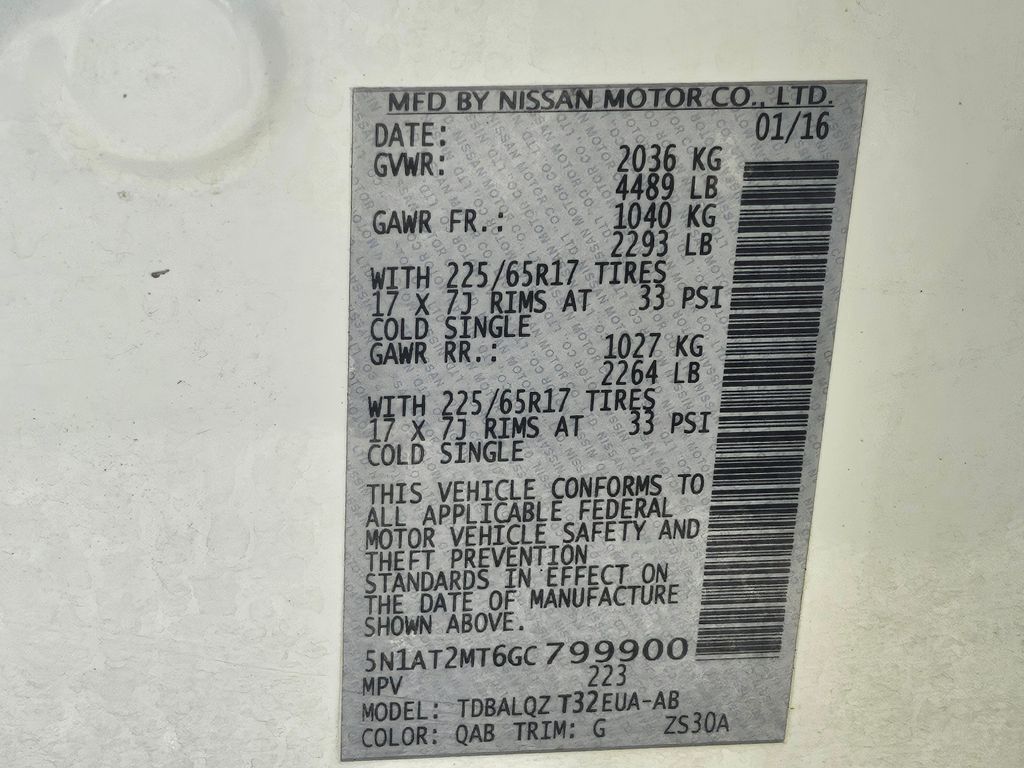 MFD BY NISSAN MOTOR CO., LTD.
DATE: 01/16
GVWR: 2036 KG
4489 LB
GAWR FR.: 1040 KG
2293 LB
WITH 225/65R17 TIRES
17 X 7J RIMS AT 33 PSI
COLD SINGLE
GAWR RR.: 1027 KG
2264 LB
WITH 225/65R17 TIRES
17 X 7J RIMS AT 33 PSI
COLD SINGLE
THIS VEHICLE CONFORMS TO
ALL APPLICABLE FEDERAL
MOTOR VEHICLE SAFETY AND
THEFT PREVENTION
STANDARDS IN EFFECT ON
THE DATE OF MANUFACTURE
SHOWN ABOVE.
5N1AT2MT6GC799900
MPV 223
MODEL: TDBALQZ T32EUA-AB
COLOR: QAB TRIM: G ZS30A